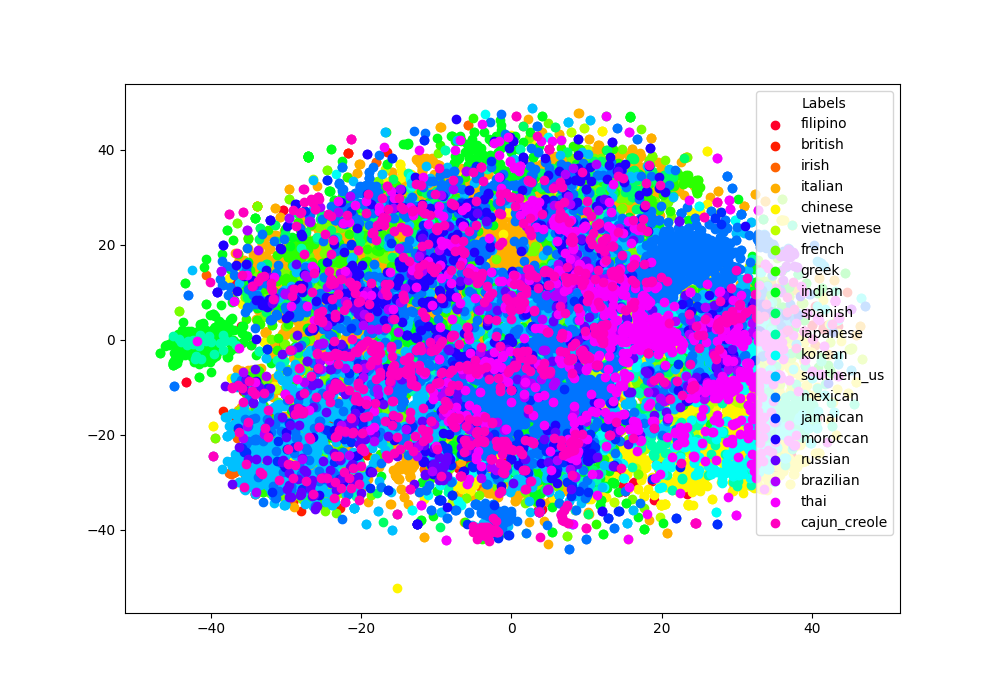 Labels
filipino
british
irish
italian
chinese
vietnamese
french
greek
indian
spanish
japanese
korean
southern_us
mexican
jamaican
moroccan
russian
brazilian
thai
cajun_creole
40
20
0
−20
−40
−40 −20 0 20 40